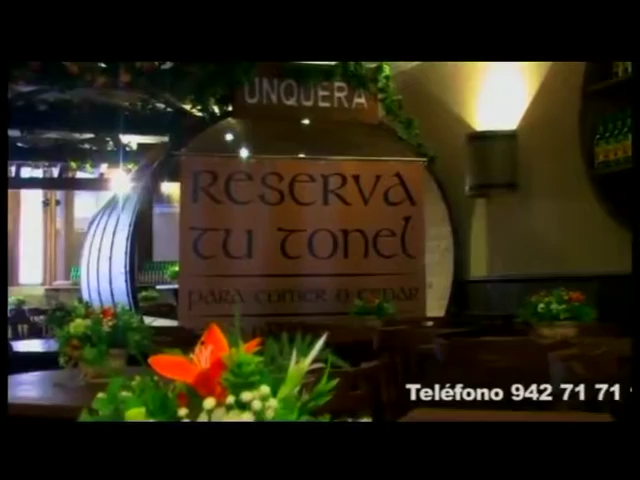 UNQUERA
RESERVA
TU TONEL
PARA COMER O CENAR
Teléfono 942 71 71